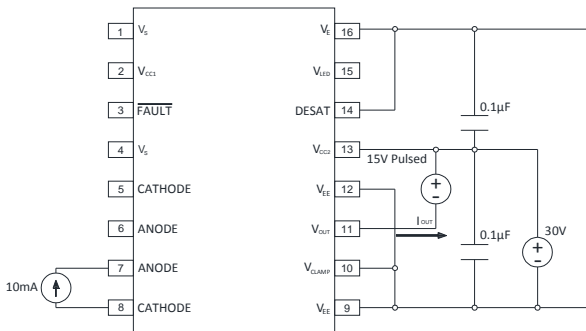 1 Vs VE 16
2 VCC1 VLED 15
3 FAULT DESAT 14
0.1µF
4 Vs VCC2 13
15V Pulsed
5 CATHODE VEE 12
6 ANODE VOUT 11
IOUT
0.1µF
30V
7 ANODE VCLAMP 10
10mA
8 CATHODE VEE 9